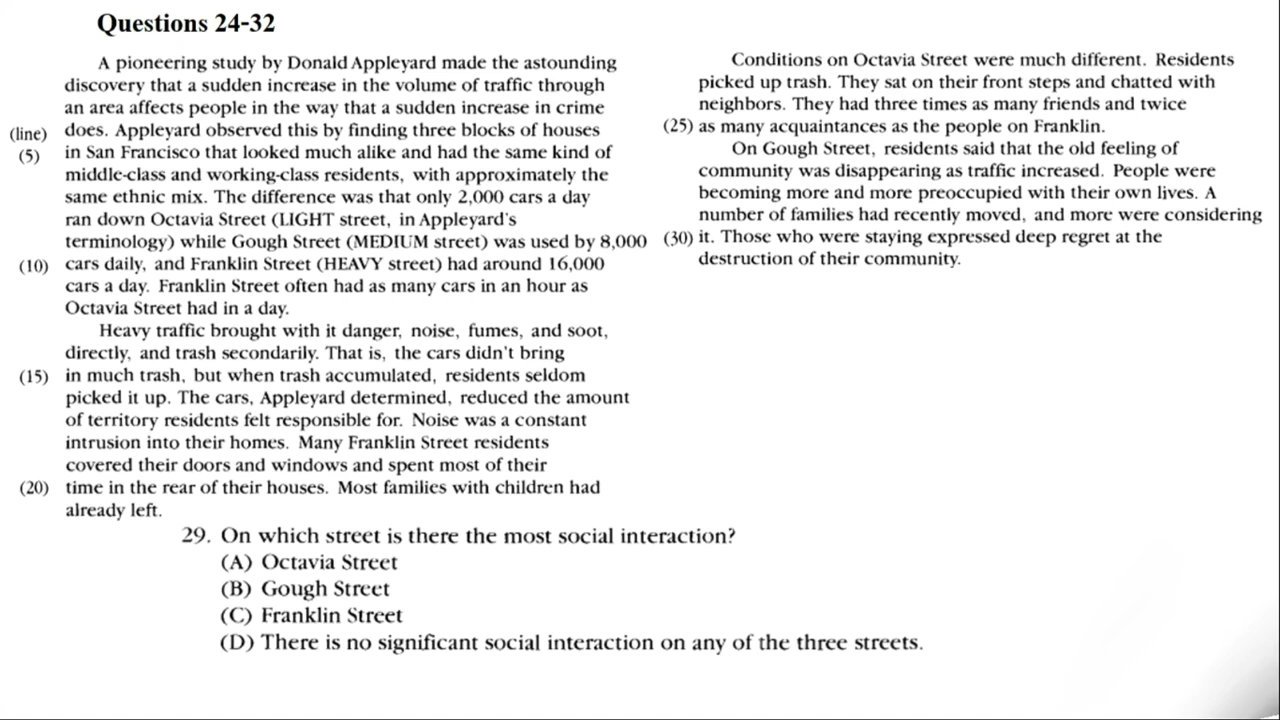 Questions 24-32
A pioneering study by Donald Appleyard made the astounding
discovery that a sudden increase in the volume of traffic through
an area affects people in the way that a sudden increase in crime
(line) does. Appleyard observed this by finding three blocks of houses
(5) in San Francisco that looked much alike and had the same kind of
middle-class and working-class residents, with approximately the
same ethnic mix. The difference was that only 2,000 cars a day
ran down Octavia Street (LIGHT street, in Appleyard's
terminology) while Gough Street (MEDIUM street) was used by 8,000
(10) cars daily, and Franklin Street (HEAVY street) had around 16,000
cars a day. Franklin Street often had as many cars in an hour as
Octavia Street had in a day.
Heavy traffic brought with it danger, noise, fumes, and soot,
directly, and trash secondarily. That is, the cars didn't bring
(15) in much trash, but when trash accumulated, residents seldom
picked it up. The cars, Appleyard determined, reduced the amount
of territory residents felt responsible for. Noise was a constant
intrusion into their homes. Many Franklin Street residents
covered their doors and windows and spent most of their
(20) time in the rear of their houses. Most families with children had
already left.
Conditions on Octavia Street were much different. Residents
picked up trash. They sat on their front steps and chatted with
neighbors. They had three times as many friends and twice
(25) as many acquaintances as the people on Franklin.
On Gough Street, residents said that the old feeling of
community was disappearing as traffic increased. People were
becoming more and more preoccupied with their own lives. A
number of families had recently moved, and more were considering
(30) it. Those who were staying expressed deep regret at the
destruction of their community.
29. On which street is there the most social interaction?
(A) Octavia Street
(B) Gough Street
(C) Franklin Street
(D) There is no significant social interaction on any of the three streets.